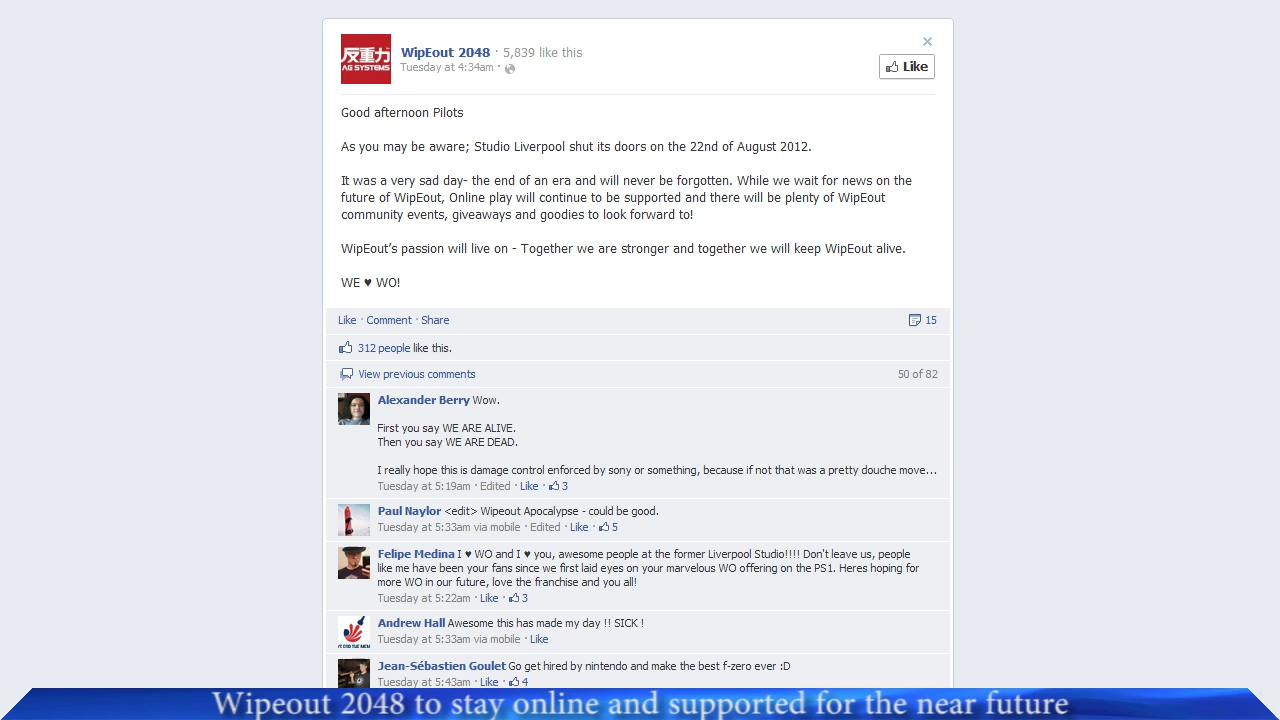 反重力
AG SYSTEMS
WipEout 2048 · 5,839 like this
Tuesday at 4:34am ·
Like
Good afternoon Pilots
As you may be aware; Studio Liverpool shut its doors on the 22nd of August 2012.
It was a very sad day- the end of an era and will never be forgotten. While we wait for news on the
future of WipEout, Online play will continue to be supported and there will be plenty of WipEout
community events, giveaways and goodies to look forward to!
WipEout's passion will live on - Together we are stronger and together we will keep WipEout alive.
WE ♥ WO!
Like · Comment · Share 15
312 people like this.
View previous comments 50 of 82
Alexander Berry Wow.
First you say WE ARE ALIVE.
Then you say WE ARE DEAD.
I really hope this is damage control enforced by sony or something, because if not that was a pretty douche move...
Tuesday at 5:19am · Edited · Like · 3
Paul Naylor <edit> Wipeout Apocalypse - could be good.
Tuesday at 5:33am via mobile · Edited · Like · 5
Felipe Medina I ♥ WO and I ♥ you, awesome people at the former Liverpool Studio!!!! Don't leave us, people
like me have been your fans since we first laid eyes on your marvelous WO offering on the PS1. Heres hoping for
more WO in our future, love the franchise and you all!
Tuesday at 5:22am · Like · 3
Andrew Hall Awesome this has made my day !! SICK !
Tuesday at 5:33am via mobile · Like
Jean-Sébastien Goulet Go get hired by nintendo and make the best f-zero ever :D
Tuesday at 5:43am · Like · 4
Wipeout 2048 to stay online and supported for the near future